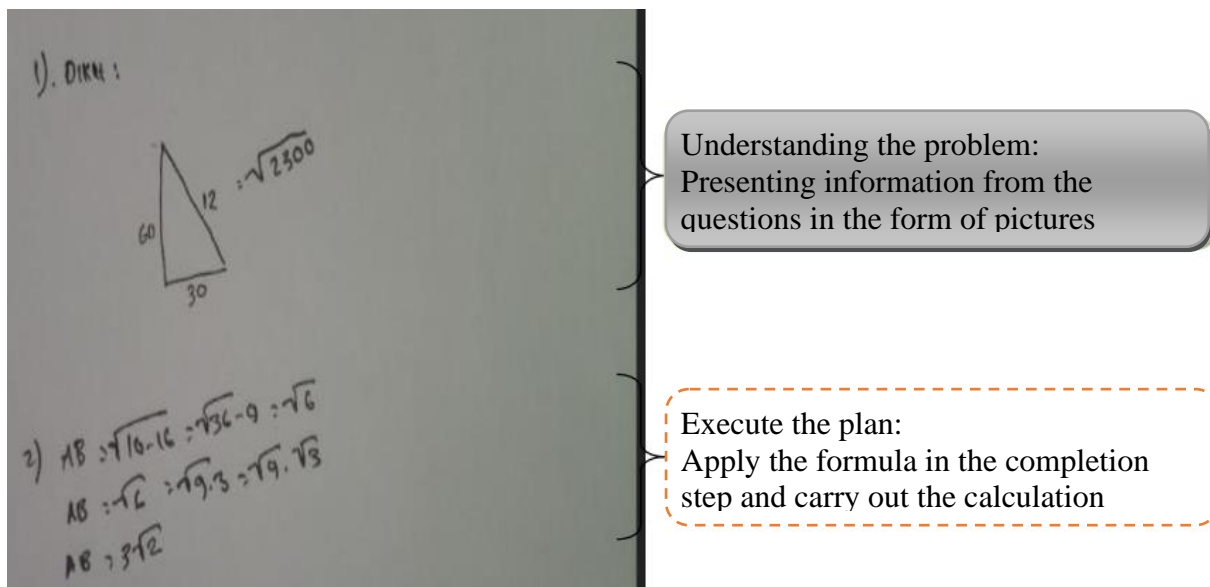 1). DIKH :
60
12
= √2300
30
2) AB = √10-16 = √36-9 = √6
AB = √6 = √9.3 = √9.√3
AB = 3√2
Understanding the problem:
Presenting information from the
questions in the form of pictures
Execute the plan:
Apply the formula in the completion
step and carry out the calculation